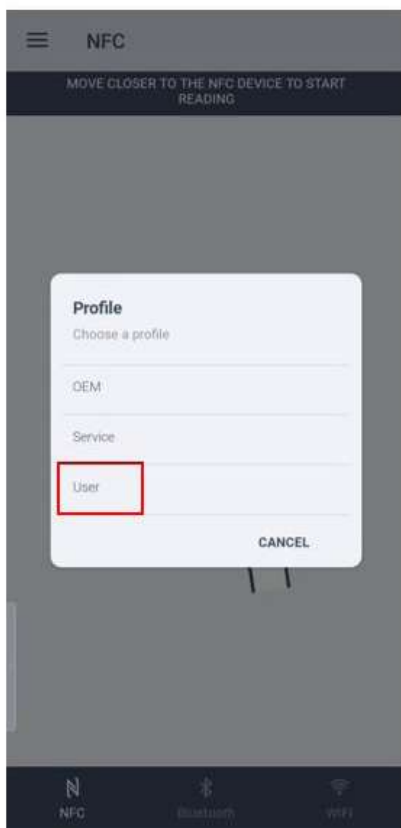 NFC
MOVE CLOSER TO THE NFC DEVICE TO START
READING
Profile
Choose a profile
OEM
Service
User
CANCEL
NFC
Bluetooth
WIFI